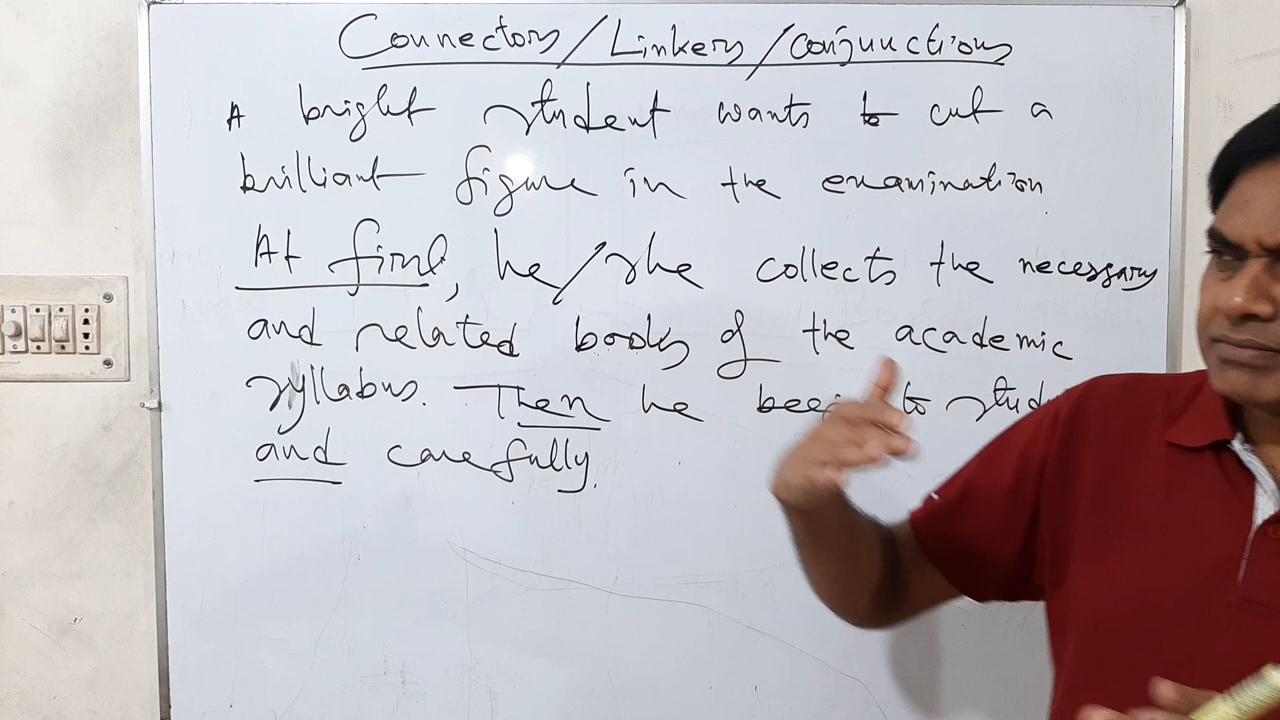 Connectors/Linkers/conjunctions
A bright student wants to cut a
brilliant figure in the examination.
At first, he/she collects the necessary
and related books of the academic
syllabus. Then he to
and carefully.